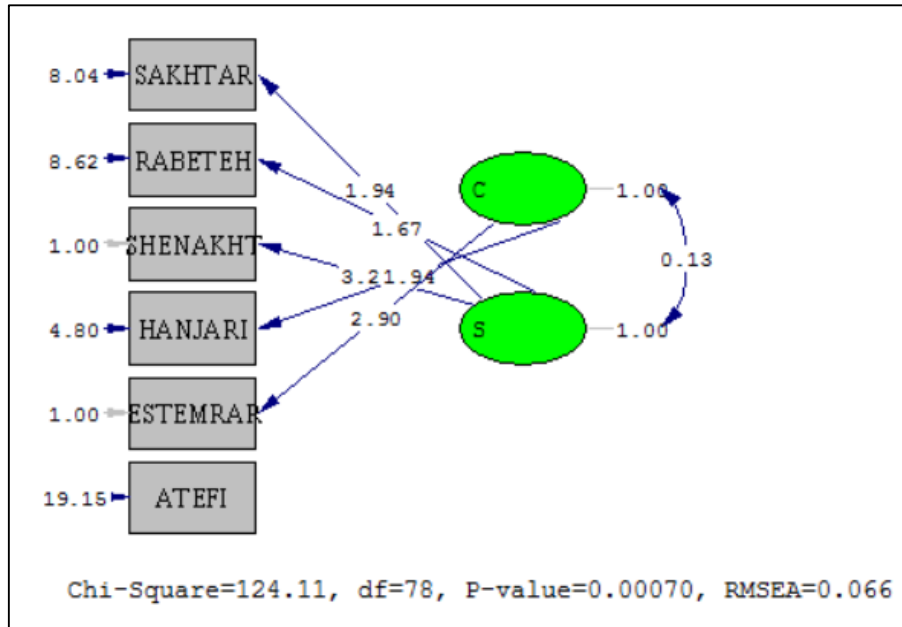 8.04 SAKHTAR
8.62 RABETEH
1.00 SHENAKHT
4.80 HANJARI
1.00 ESTEMRAR
19.15 ATEFI
1.94
1.67
3.21.94
2.90
C 1.00
S 1.00
0.13
Chi-Square=124.11, df=78, P-value=0.00070, RMSEA=0.066